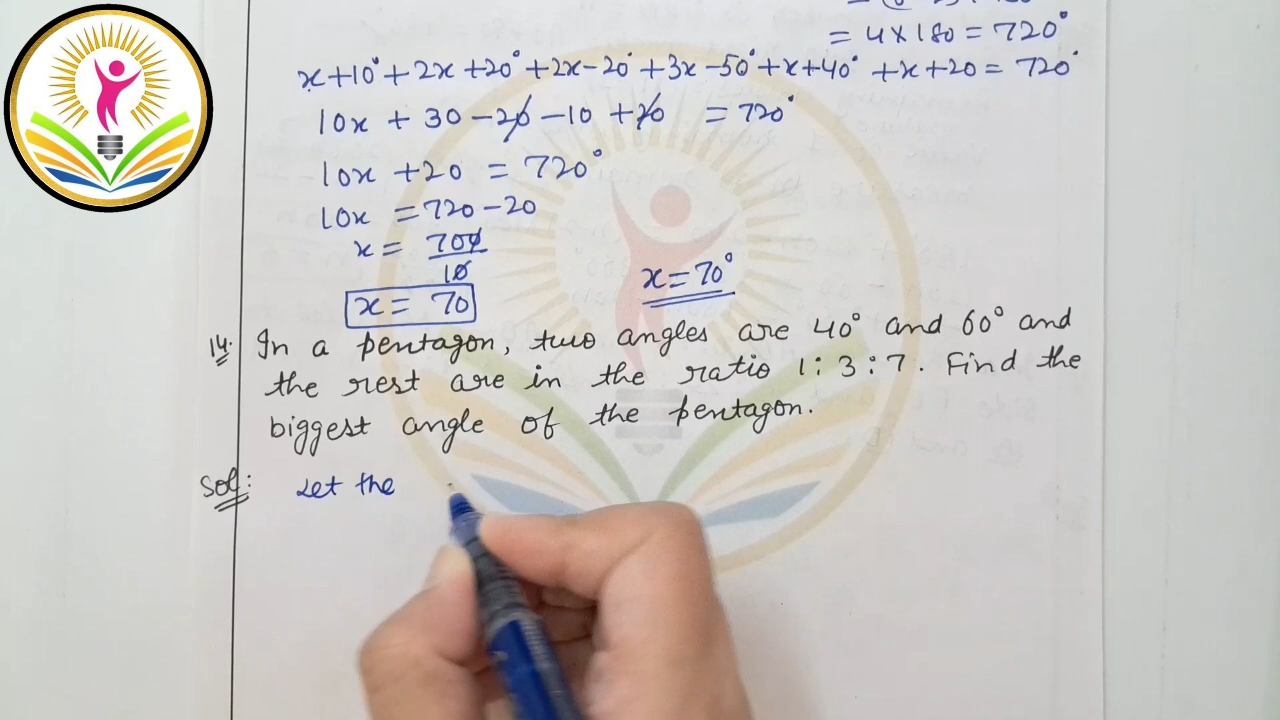 = 4 × 180 = 720°
x+10° + 2x +20° +2x-20° +3x-50° +x+40° +x+20 = 720°
10x + 30 -20 -10 +20 = 720°
10x +20 = 720°
10x = 720-20
x = 700/10
x = 70
x = 70°
14. In a pentagon, two angles are 40° and 60° and
the rest are in the ratio 1:3:7. Find the
biggest angle of the pentagon.
Sol: Let the